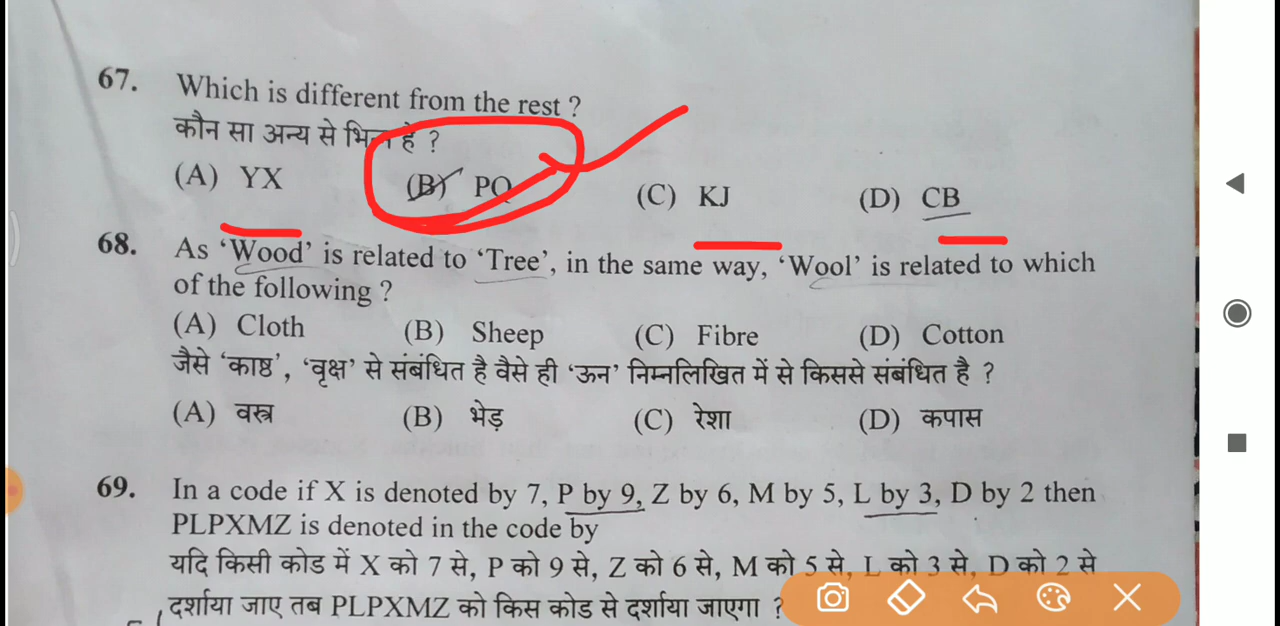 67. Which is different from the rest ?
कौन सा अन्य से भिन्न है ?
(A) YX (B) PQ (C) KJ (D) CB
68. As ‘Wood’ is related to ‘Tree’, in the same way, ‘Wool’ is related to which
of the following ?
(A) Cloth (B) Sheep (C) Fibre (D) Cotton
जैसे ‘काष्ठ’, ‘वृक्ष’ से संबंधित है वैसे ही ‘ऊन’ निम्नलिखित में से किससे संबंधित है ?
(A) वस्त्र (B) भेड़ (C) रेशा (D) कपास
69. In a code if X is denoted by 7, P by 9, Z by 6, M by 5, L by 3, D by 2 then
PLPXMZ is denoted in the code by
यदि किसी कोड में X को 7 से, P को 9 से, Z को 6 से, M को 5 से, L को 3 से, D को 2 से
दर्शाया जाए तब PLPXMZ को किस कोड से दर्शाया जाएगा ?